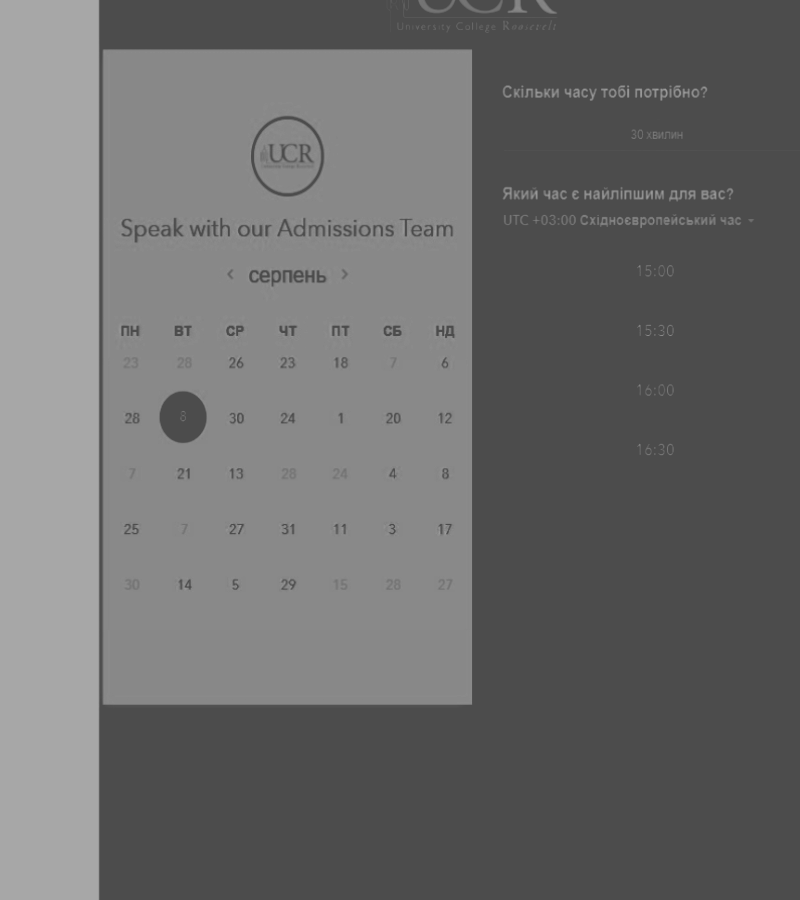 UCR
University College Roosevelt
UCR
Speak with our Admissions Team
< серпень >
ПН ВТ СР ЧТ ПТ СБ НД
23 28 26 23 18 7 6
28 8 30 24 1 20 12
7 21 13 28 24 4 8
25 7 27 31 11 3 17
30 14 5 29 15 28 27
Скільки часу тобі потрібно?
30 хвилин
Який час є найліпшим для вас?
UTC +03:00 Східноєвропейський час
15:00
15:30
16:00
16:30